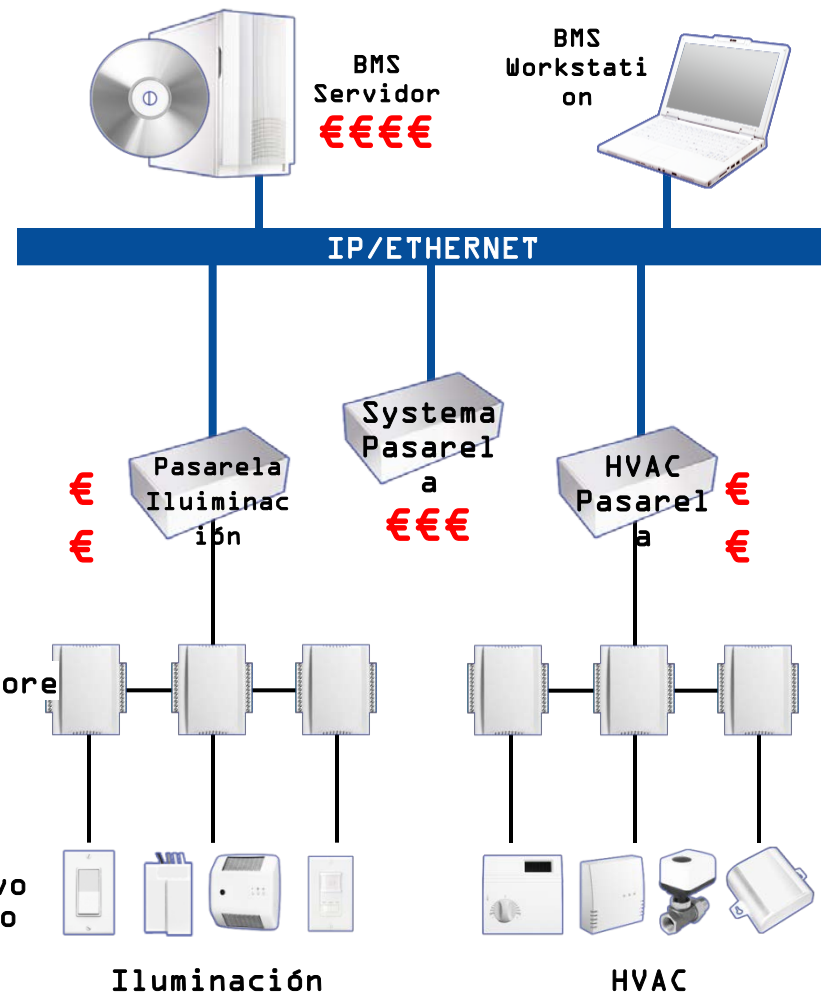 BMS
Servidor
€€€€
BMS
Workstati
on
IP/ETHERNET
Systema
Pasarel
a
€€€
Pasarela
Iluiminac
ión
€
€
HVAC
Pasarel
a
€
€
ore
vo
o
Iluminación
HVAC